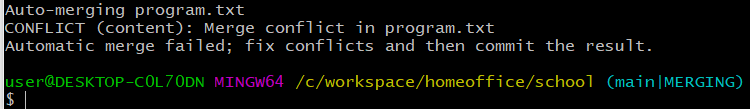 Auto-merging program.txt
CONFLICT (content): Merge conflict in program.txt
Automatic merge failed; fix conflicts and then commit the result.
user@DESKTOP-C0L70DN MINGW64 /c/workspace/homeoffice/school (main|MERGING)
$